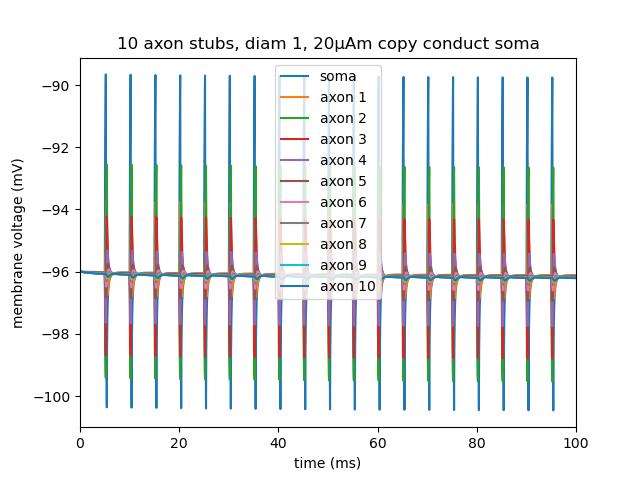 10 axon stubs, diam 1, 20μAm copy conduct soma
membrane voltage (mV)
−90
−92
−94
−96
−98
−100
soma
axon 1
axon 2
axon 3
axon 4
axon 5
axon 6
axon 7
axon 8
axon 9
axon 10
0 20 40 60 80 100
time (ms)